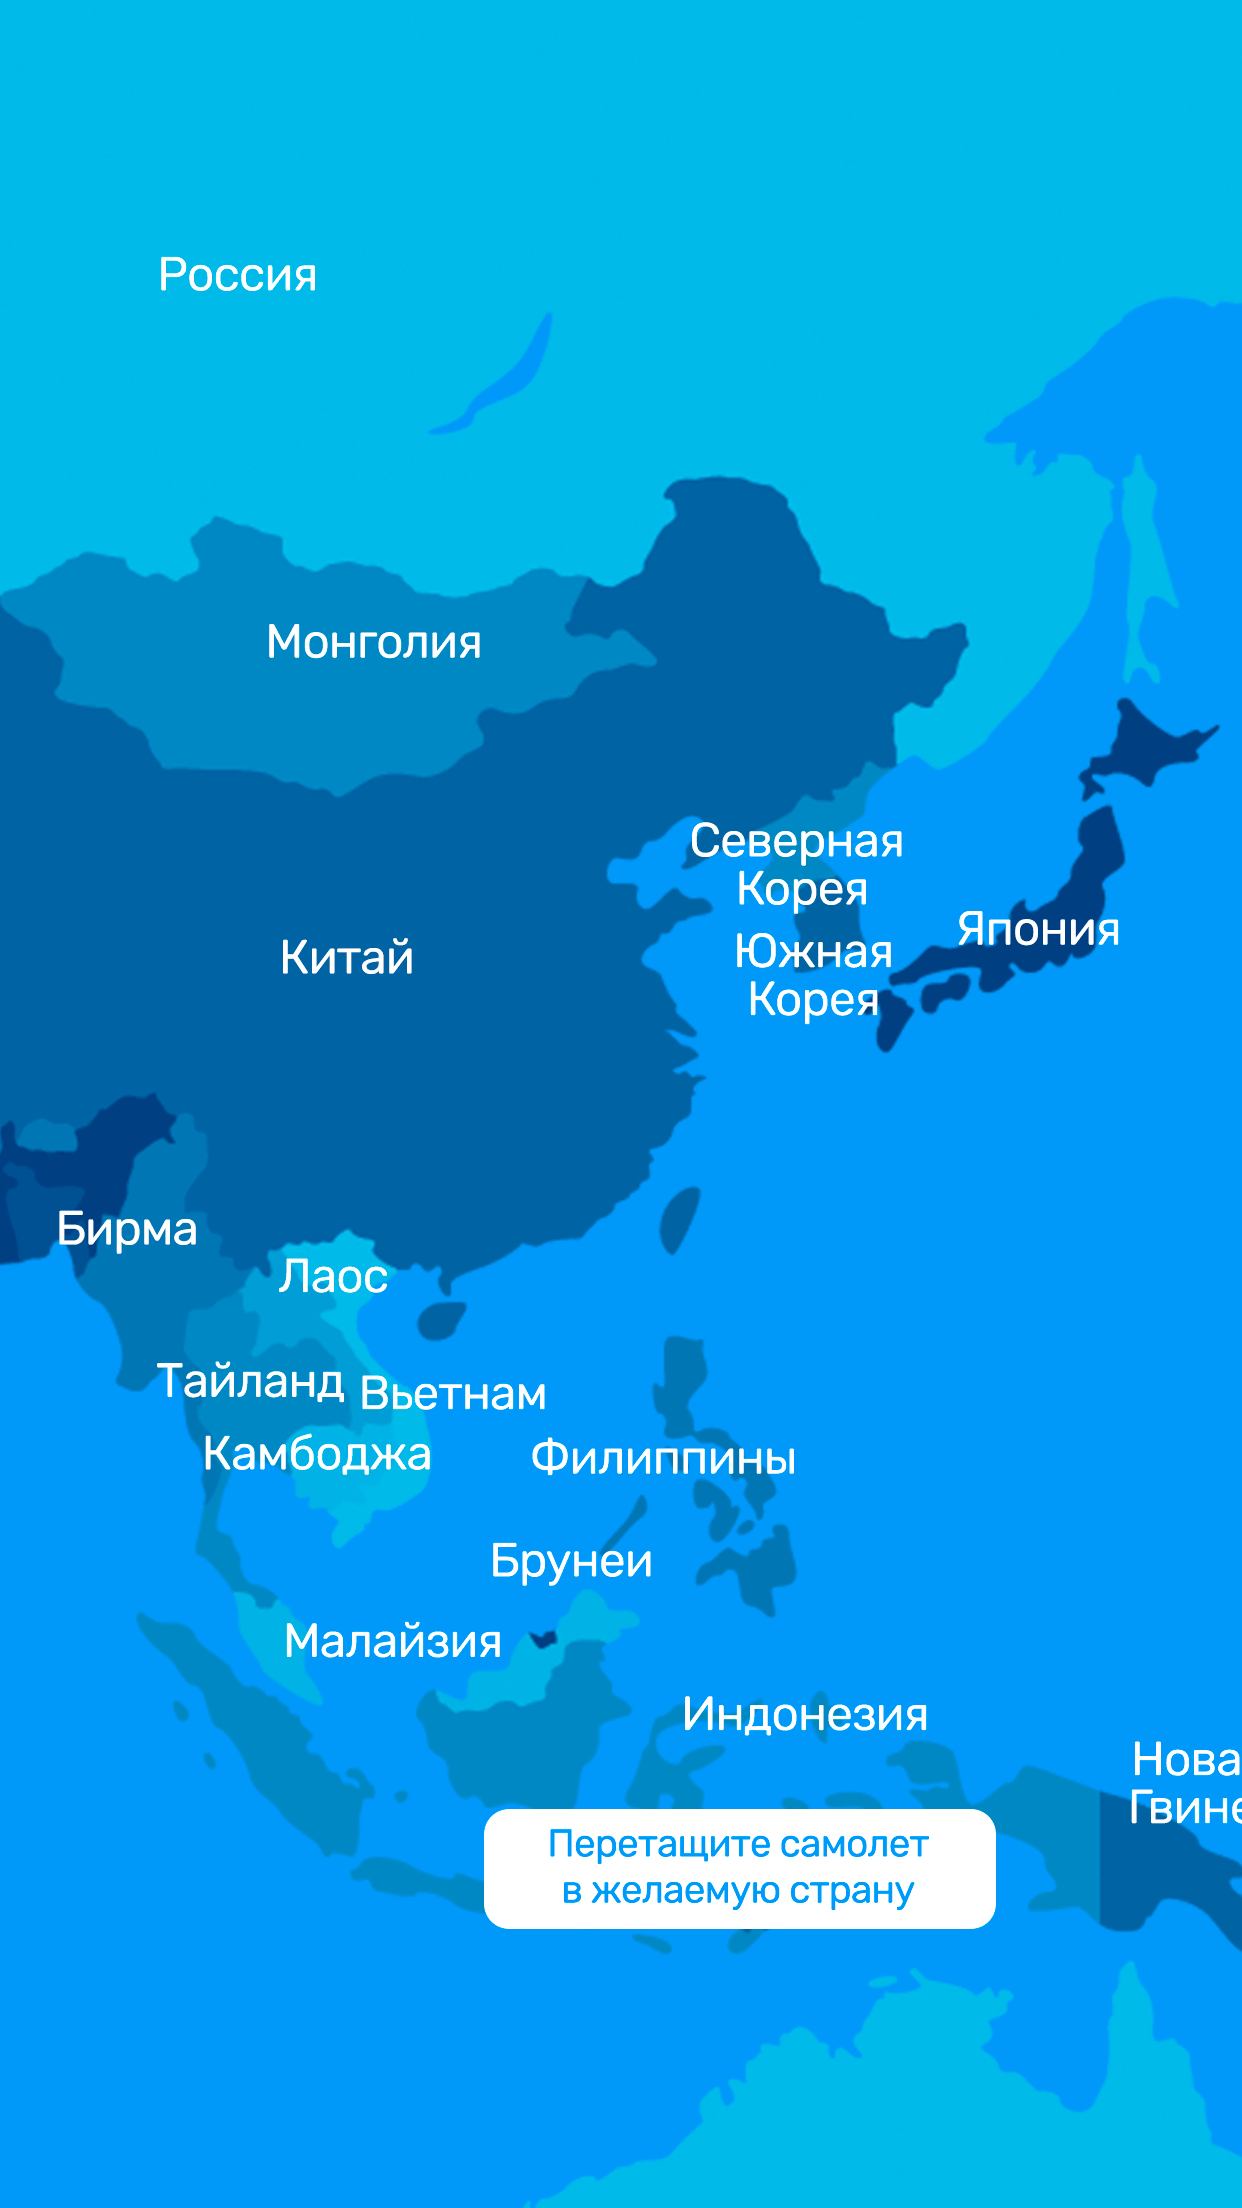 Россия
Монголия
Северная
Корея
Япония
Южная
Корея
Китай
Бирма
Лаос
Тайланд
Вьетнам
Камбоджа
Филиппины
Брунеи
Малайзия
Индонезия
Нова
Гвине
Перетащите самолет
в желаемую страну